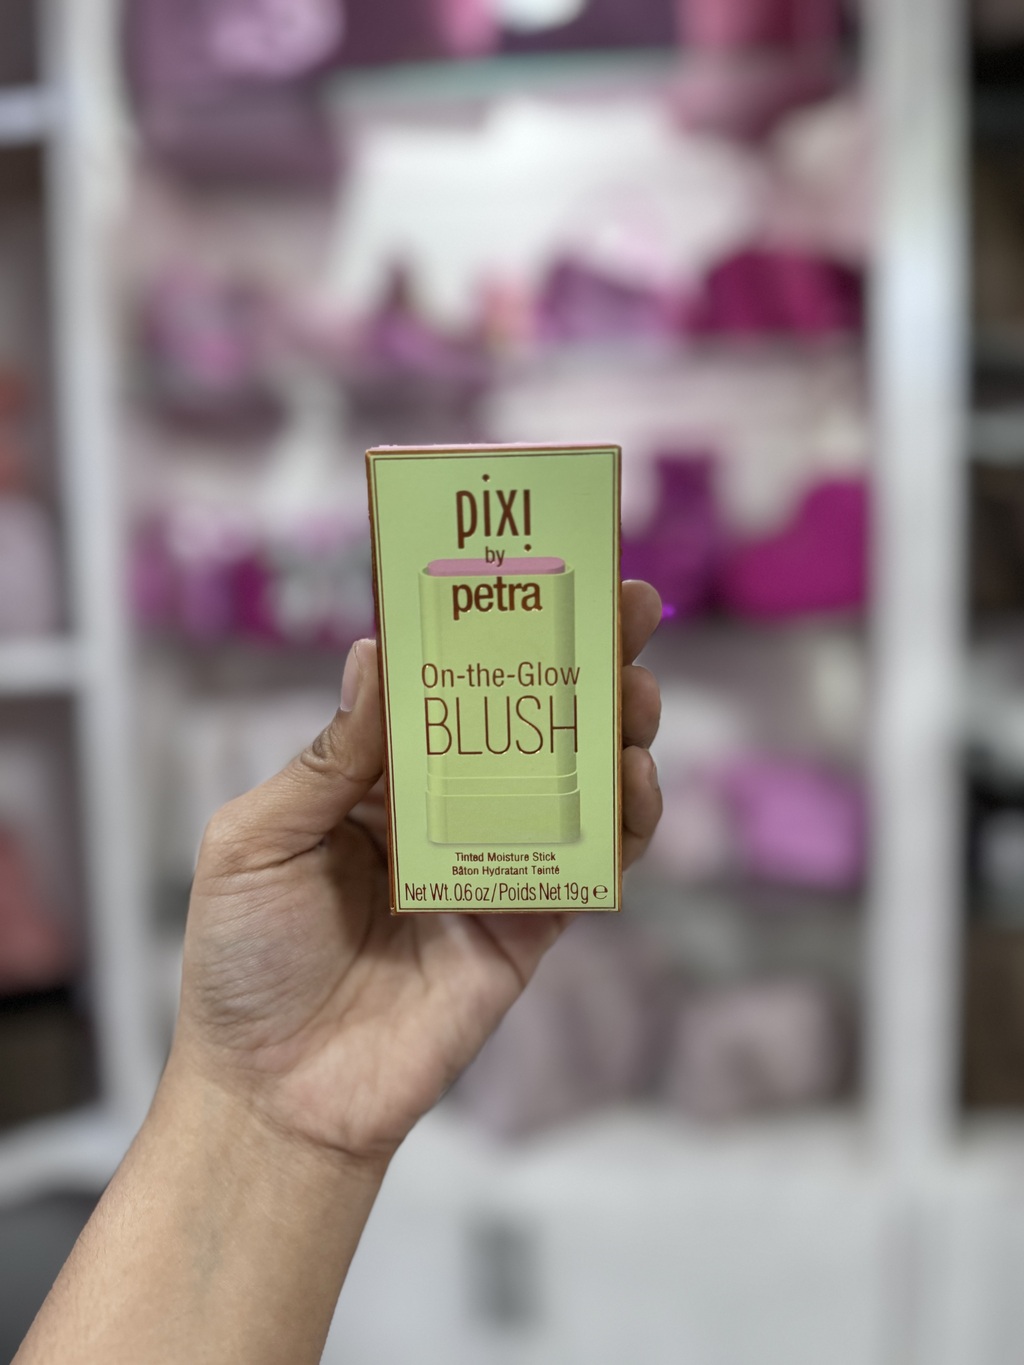 pixi
by
petra
On-the-Glow
BLUSH
Tinted Moisture Stick
Bâton Hydratant Teinté
Net Wt. 0.6 oz / Poids Net 19 g ℮